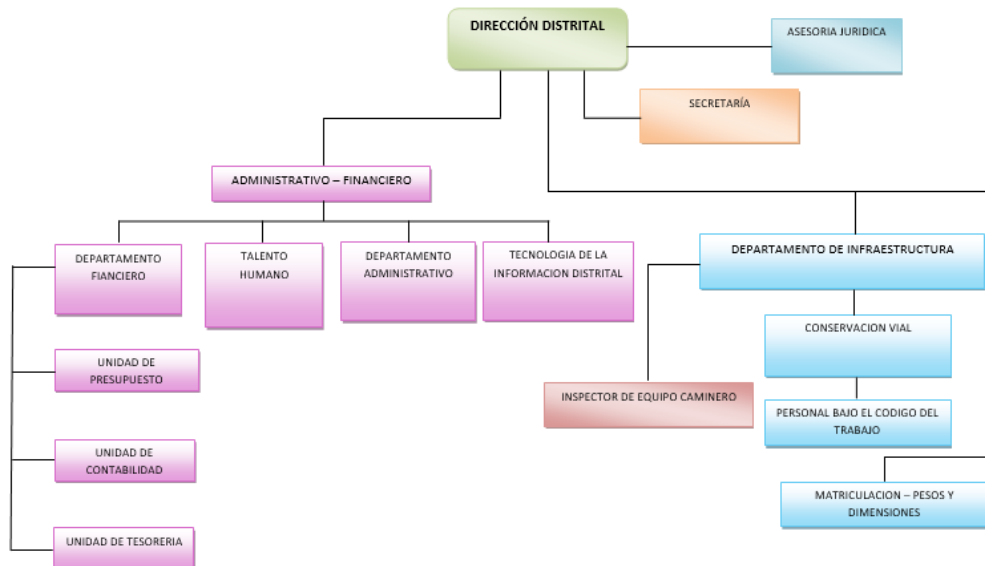 DIRECCIÓN DISTRITAL
ASESORIA JURIDICA
SECRETARÍA
ADMINISTRATIVO – FINANCIERO
DEPARTAMENTO
FIANCIERO
TALENTO
HUMANO
DEPARTAMENTO
ADMINISTRATIVO
TECNOLOGIA DE LA
INFORMACION DISTRITAL
DEPARTAMENTO DE INFRAESTRUCTURA
CONSERVACION VIAL
UNIDAD DE
PRESUPUESTO
INSPECTOR DE EQUIPO CAMINERO
PERSONAL BAJO EL CODIGO DEL
TRABAJO
UNIDAD DE
CONTABILIDAD
MATRICULACION – PESOS Y
DIMENSIONES
UNIDAD DE TESORERIA